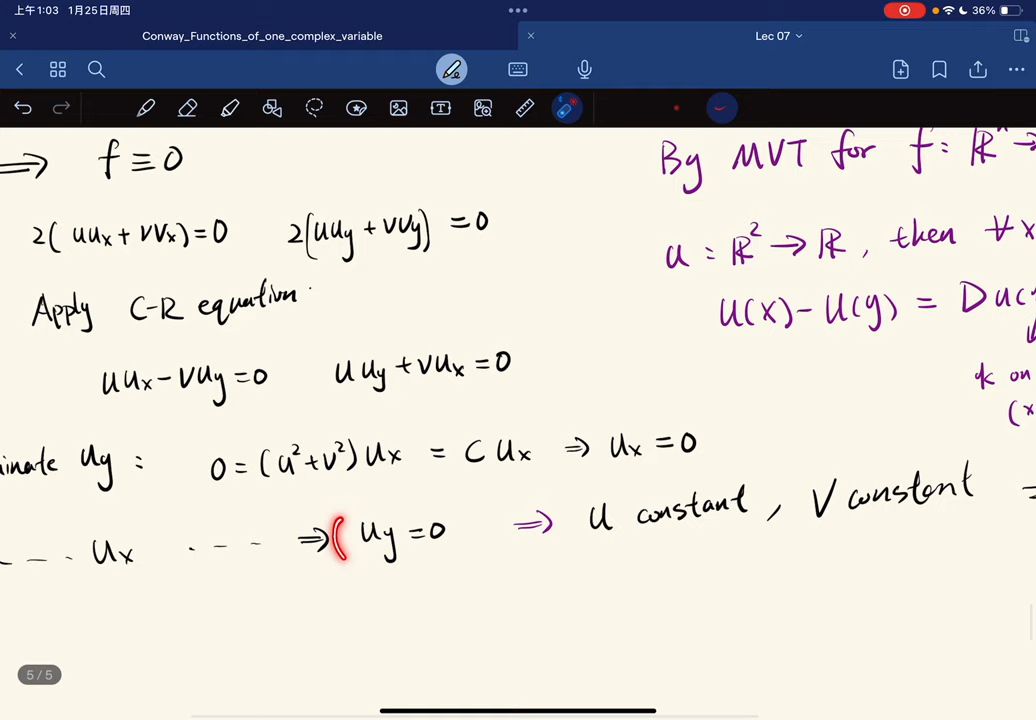 上午1:03 1月25日周四
36%
Conway_Functions_of_one_complex_variable
Lec 07
⟹ f ≡ 0
2( uuₓ + vvₓ) = 0 2(uu_y + vv_y) = 0
Apply C-R equation.
uuₓ - vu_y = 0 uu_y + vuₓ = 0
inate u_y : 0 = (u² + v²) uₓ = C uₓ ⇒ uₓ = 0
uₓ ⇒ ( u_y = 0 ⇒ u constant, v constant
By MVT for f : ℝⁿ →
u : ℝ² → ℝ, then ∀x
u(x) - u(y) = Du(
on
(x
5 / 5